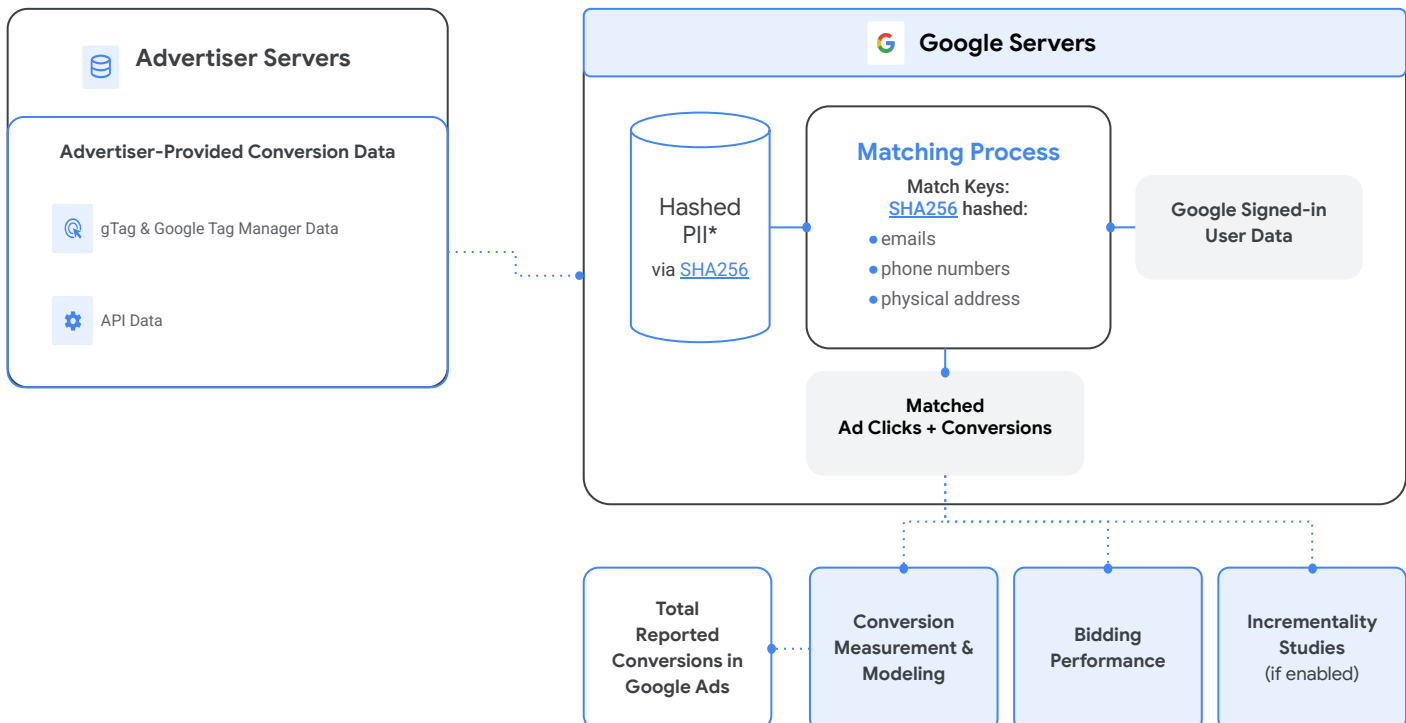 Advertiser Servers
Advertiser-Provided Conversion Data
gTag & Google Tag Manager Data
API Data
Google Servers
Hashed
PII*
via SHA256
Matching Process
Match Keys:
SHA256 hashed:
emails
phone numbers
physical address
Google Signed-in
User Data
Matched
Ad Clicks + Conversions
Total
Reported
Conversions in
Google Ads
Conversion
Measurement &
Modeling
Bidding
Performance
Incrementality
Studies
(if enabled)